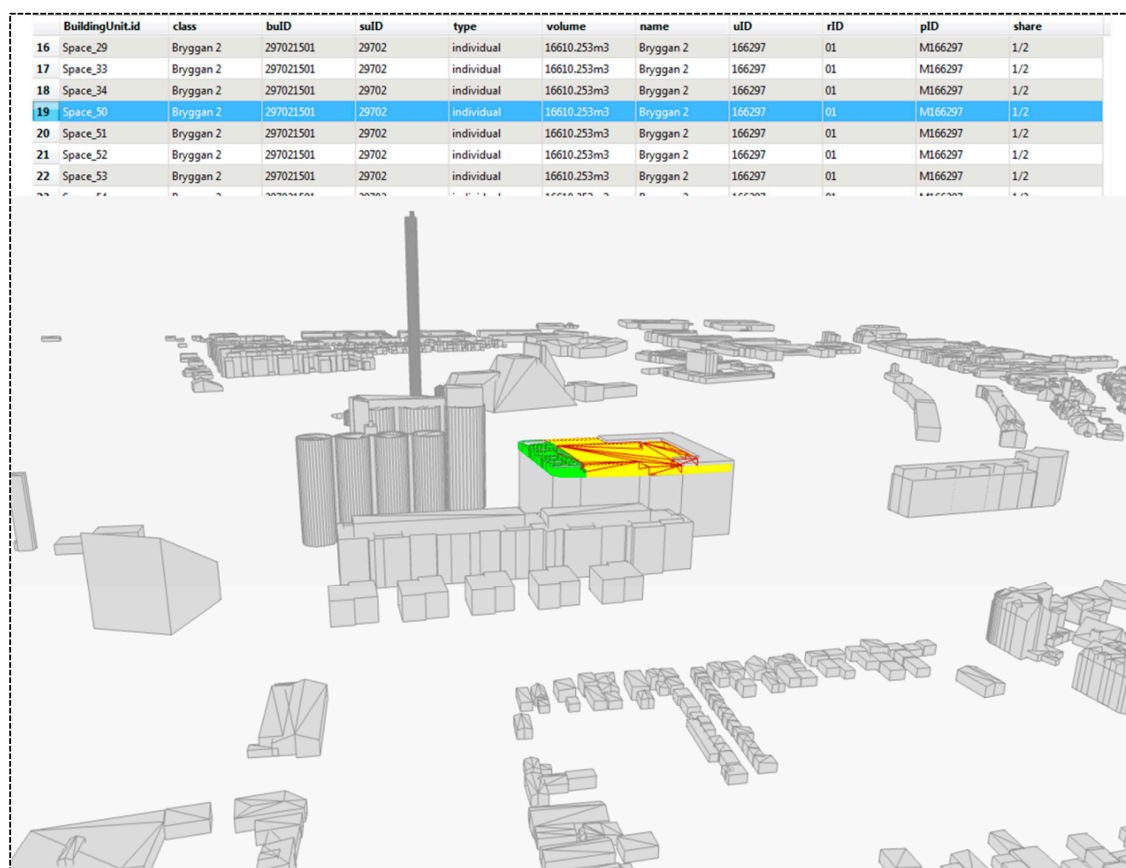 BuildingUnit.id class buID suID type volume name uID rID pID share
16 Space_29 Bryggan 2 297021501 29702 individual 16610.253m3 Bryggan 2 166297 01 M166297 1/2
17 Space_33 Bryggan 2 297021501 29702 individual 16610.253m3 Bryggan 2 166297 01 M166297 1/2
18 Space_34 Bryggan 2 297021501 29702 individual 16610.253m3 Bryggan 2 166297 01 M166297 1/2
19 Space_50 Bryggan 2 297021501 29702 individual 16610.253m3 Bryggan 2 166297 01 M166297 1/2
20 Space_51 Bryggan 2 297021501 29702 individual 16610.253m3 Bryggan 2 166297 01 M166297 1/2
21 Space_52 Bryggan 2 297021501 29702 individual 16610.253m3 Bryggan 2 166297 01 M166297 1/2
22 Space_53 Bryggan 2 297021501 29702 individual 16610.253m3 Bryggan 2 166297 01 M166297 1/2